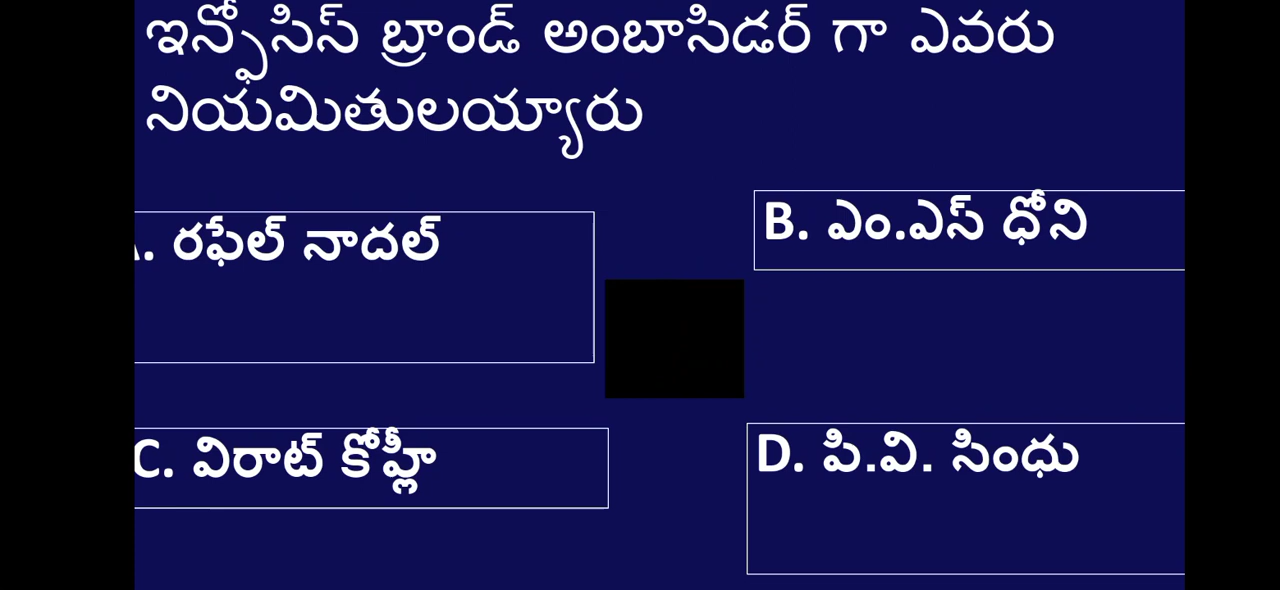 ఇన్ఫోసిస్ బ్రాండ్ అంబాసిడర్ గా ఎవరు
నియమితులయ్యారు
A. రఫేల్ నాదల్
B. ఎం.ఎస్ ధోని
C. విరాట్ కోహ్లీ
D. పి.వి. సింధు